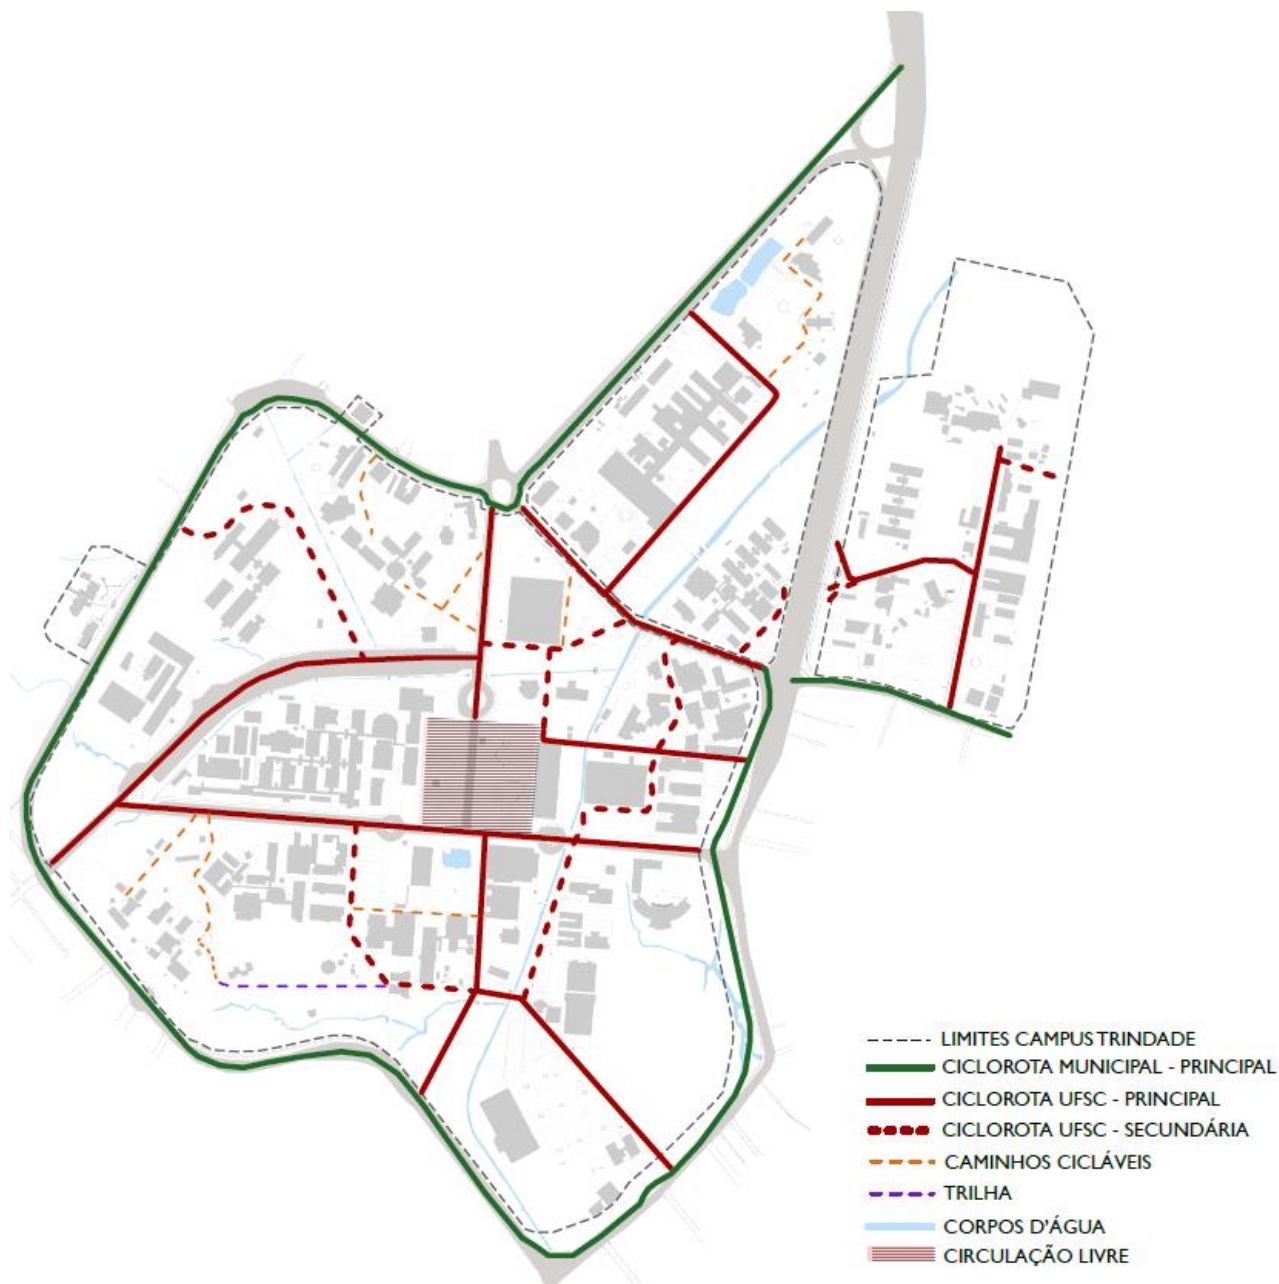 LIMITES CAMPUS TRINDADE
CICLOROTA MUNICIPAL - PRINCIPAL
CICLOROTA UFSC - PRINCIPAL
CICLOROTA UFSC - SECUNDÁRIA
CAMINHOS CICLÁVEIS
TRILHA
CORPOS D'ÁGUA
CIRCULAÇÃO LIVRE